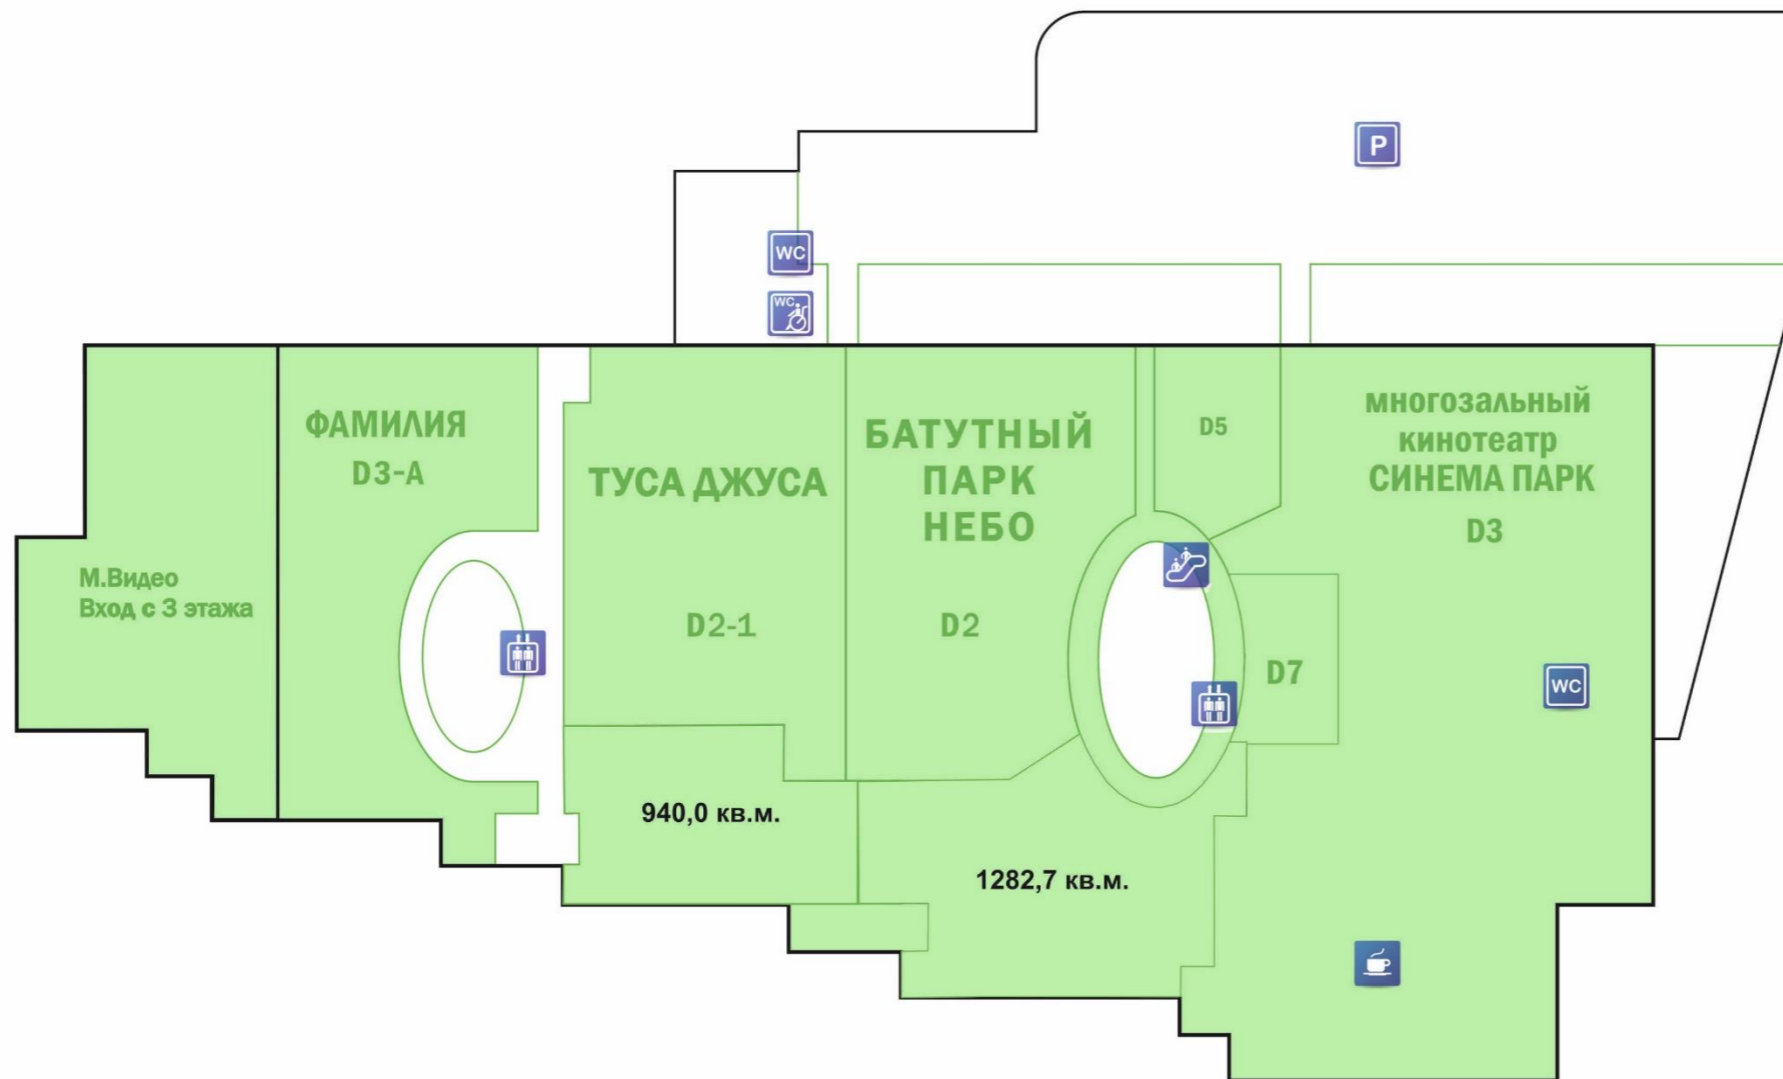 P
WC
WC
ФАМИЛИЯ
D3-А
М.Видео
Вход с 3 этажа
ТУСА ДЖУСА
D2-1
940,0 кв.м.
БАТУТНЫЙ
ПАРК
НЕБО
D2
1282,7 кв.м.
D5
D7
многозальный
кинотеатр
СИНЕМА ПАРК
D3
WC